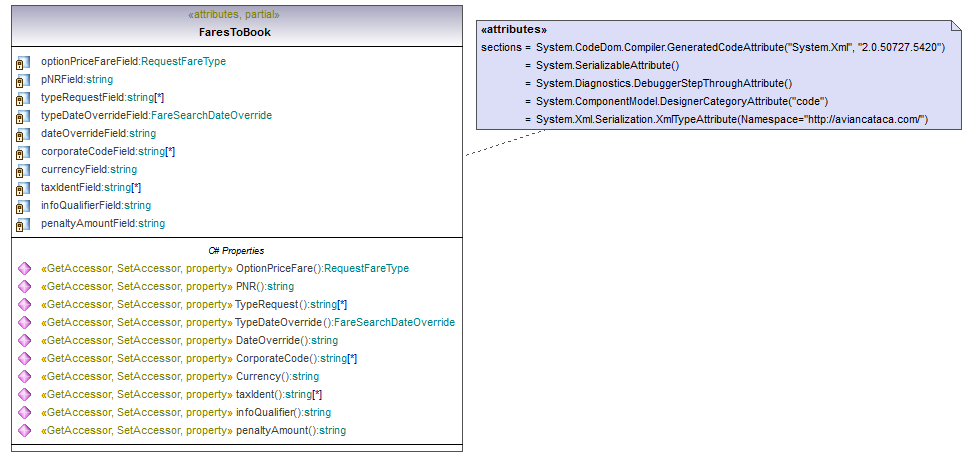 «attributes, partial»
FaresToBook
optionPriceFareField:RequestFareType
pNRField:string
typeRequestField:string[*]
typeDateOverrideField:FareSearchDateOverride
dateOverrideField:string
corporateCodeField:string[*]
currencyField:string
taxIdentField:string[*]
infoQualifierField:string
penaltyAmountField:string
C# Properties
«GetAccessor, SetAccessor, property» OptionPriceFare():RequestFareType
«GetAccessor, SetAccessor, property» PNR():string
«GetAccessor, SetAccessor, property» TypeRequest():string[*]
«GetAccessor, SetAccessor, property» TypeDateOverride():FareSearchDateOverride
«GetAccessor, SetAccessor, property» DateOverride():string
«GetAccessor, SetAccessor, property» CorporateCode():string[*]
«GetAccessor, SetAccessor, property» Currency():string
«GetAccessor, SetAccessor, property» taxIdent():string[*]
«GetAccessor, SetAccessor, property» infoQualifier():string
«GetAccessor, SetAccessor, property» penaltyAmount():string
«attributes»
sections = System.CodeDom.Compiler.GeneratedCodeAttribute("System.Xml", "2.0.50727.5420")
= System.SerializableAttribute()
= System.Diagnostics.DebuggerStepThroughAttribute()
= System.ComponentModel.DesignerCategoryAttribute("code")
= System.Xml.Serialization.XmlTypeAttribute(Namespace="http://aviancataca.com/")